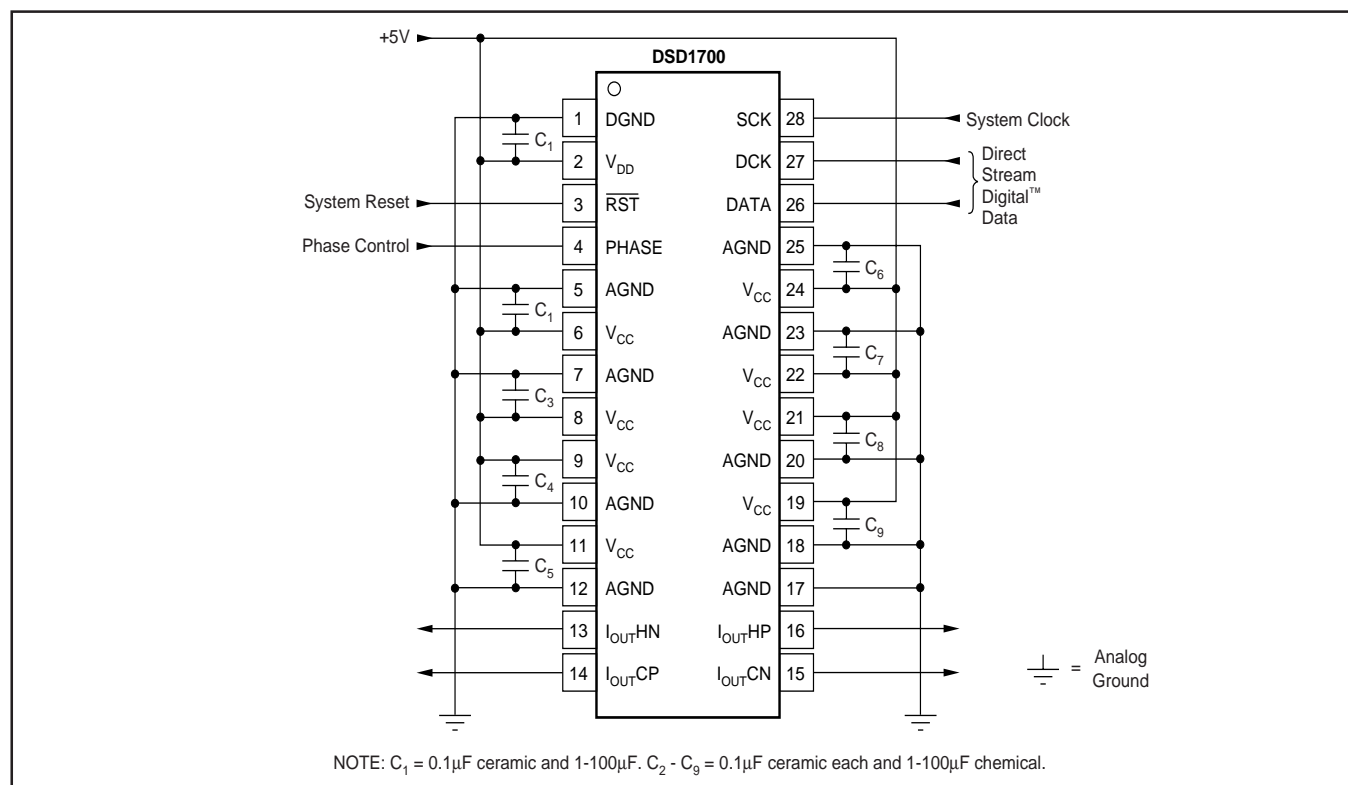 +5V
DSD1700
1 DGND SCK 28 System Clock
C1
2 VDD DCK 27 Direct
Stream
Digital™
Data
System Reset 3 RST DATA 26
Phase Control 4 PHASE AGND 25
C6
5 AGND VCC 24
C1
6 VCC AGND 23
C7
7 AGND VCC 22
C3
8 VCC VCC 21
C8
9 VCC AGND 20
C4
10 AGND VCC 19
C9
11 VCC AGND 18
C5
12 AGND AGND 17
13 IOUTHN IOUTHP 16
14 IOUTCP IOUTCN 15
= Analog
Ground
NOTE: C1 = 0.1μF ceramic and 1-100μF. C2 - C9 = 0.1μF ceramic each and 1-100μF chemical.